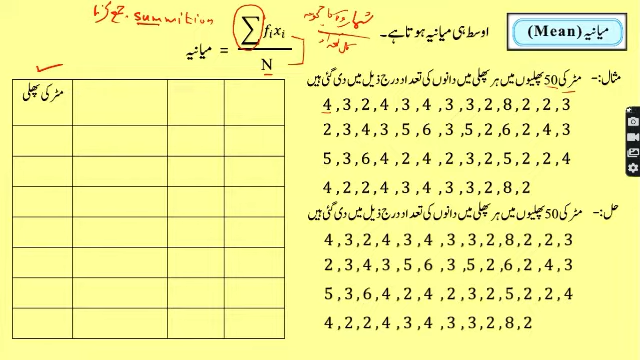 میانیہ (Mean)
اوسط ہی میانیہ ہوتا ہے۔
summition جمع کرنا
میانیہ = ∑ fᵢxᵢ / N
مثال:- مٹر کی 50 پھلیوں میں ہر پھلی میں دانوں کی تعداد درج ذیل میں دی گئی ہیں
4 , 3 , 2 , 4 , 3 , 4 , 3 , 3 , 2 , 8 , 2 , 2 , 3
2 , 3 , 4 , 3 , 5 , 6 , 3 , 5 , 2 , 6 , 2 , 4 , 3
5 , 3 , 6 , 4 , 2 , 4 , 2 , 3 , 2 , 5 , 2 , 2 , 4
4 , 2 , 2 , 4 , 3 , 4 , 3 , 3 , 2 , 8 , 2
حل:- مٹر کی 50 پھلیوں میں ہر پھلی میں دانوں کی تعداد درج ذیل میں دی گئی ہیں
4 , 3 , 2 , 4 , 3 , 4 , 3 , 3 , 2 , 8 , 2 , 2 , 3
2 , 3 , 4 , 3 , 5 , 6 , 3 , 5 , 2 , 6 , 2 , 4 , 3
5 , 3 , 6 , 4 , 2 , 4 , 2 , 3 , 2 , 5 , 2 , 2 , 4
4 , 2 , 2 , 4 , 3 , 4 , 3 , 3 , 2 , 8 , 2
مٹر کی پھلی